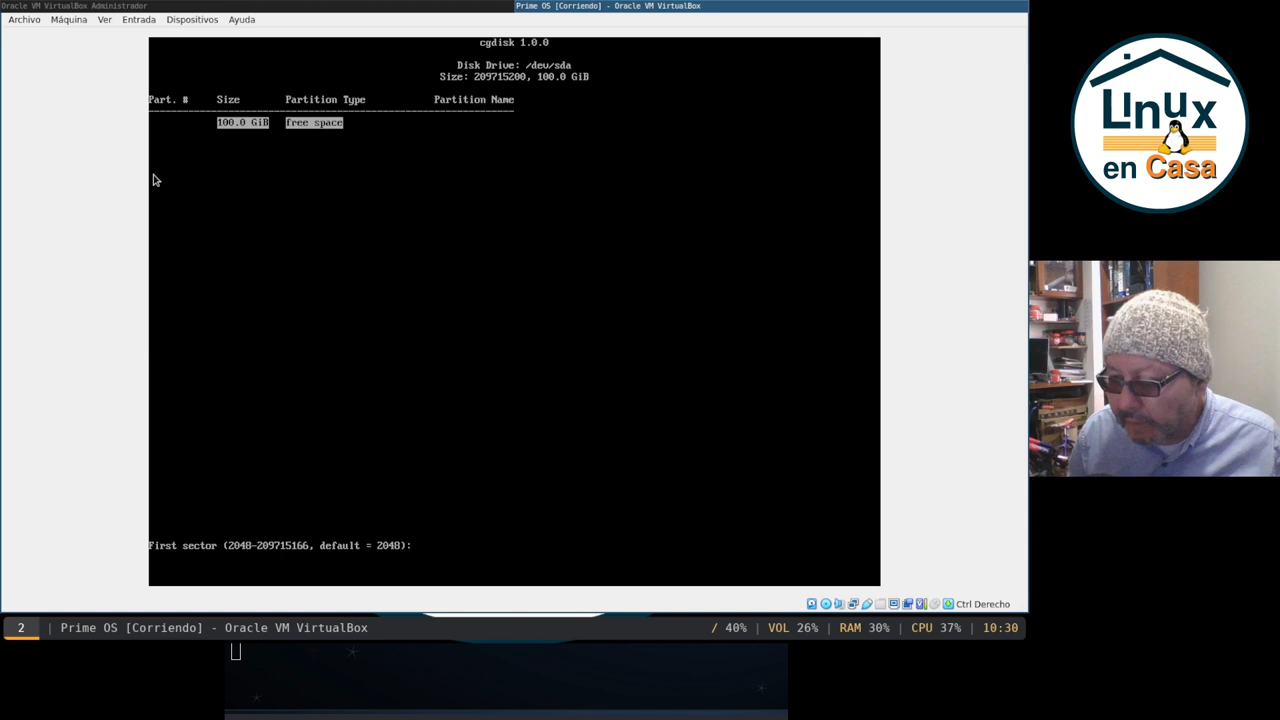 Oracle VM VirtualBox Administrador
Prime OS [Corriendo] - Oracle VM VirtualBox
Archivo Máquina Ver Entrada Dispositivos Ayuda
cgdisk 1.0.0
Disk Drive: /dev/sda
Size: 209715200, 100.0 GiB
Part. # Size Partition Type Partition Name
100.0 GiB free space
First sector (2048-209715166, default = 2048):
Ctrl Derecho
2 | Prime OS [Corriendo] - Oracle VM VirtualBox / 40% | VOL 26% | RAM 30% | CPU 37% | 10:30
LInux
en Casa